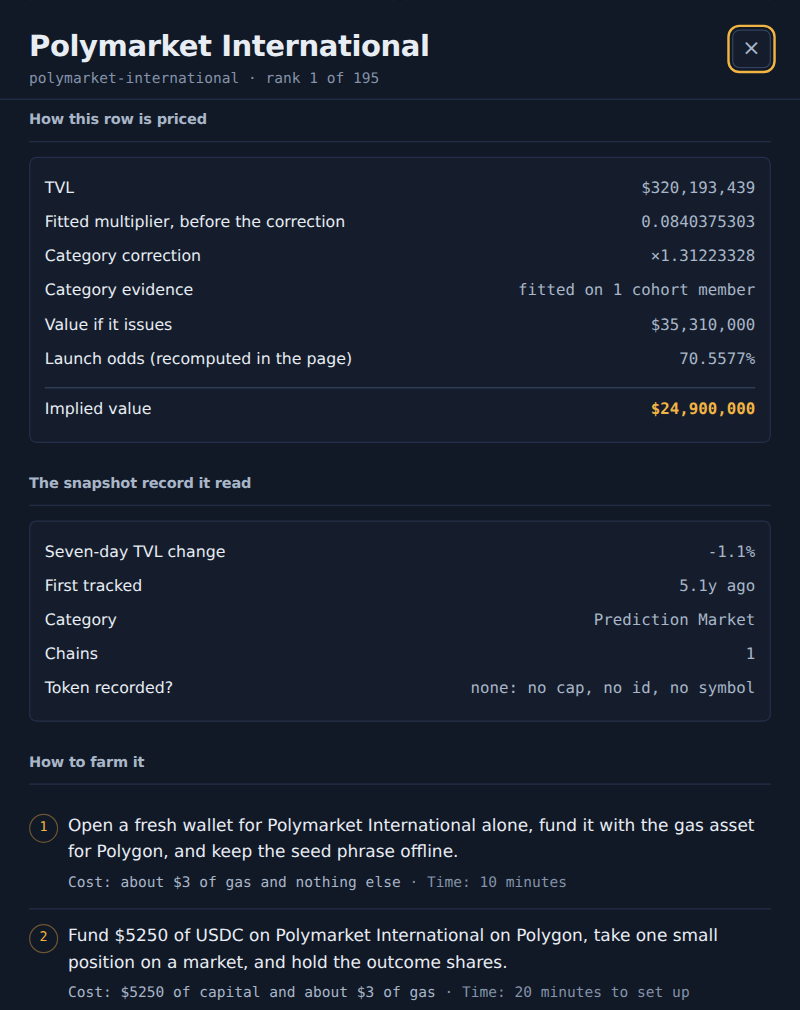 Polymarket International
×
polymarket-international · rank 1 of 195
How this row is priced
TVL $320,193,439
Fitted multiplier, before the correction 0.0840375303
Category correction ×1.31223328
Category evidence fitted on 1 cohort member
Value if it issues $35,310,000
Launch odds (recomputed in the page) 70.5577%
Implied value $24,900,000
The snapshot record it read
Seven-day TVL change -1.1%
First tracked 5.1y ago
Category Prediction Market
Chains 1
Token recorded? none: no cap, no id, no symbol
How to farm it
1 Open a fresh wallet for Polymarket International alone, fund it with the gas asset
for Polygon, and keep the seed phrase offline.
Cost: about $3 of gas and nothing else · Time: 10 minutes
2 Fund $5250 of USDC on Polymarket International on Polygon, take one small
position on a market, and hold the outcome shares.
Cost: $5250 of capital and about $3 of gas · Time: 20 minutes to set up